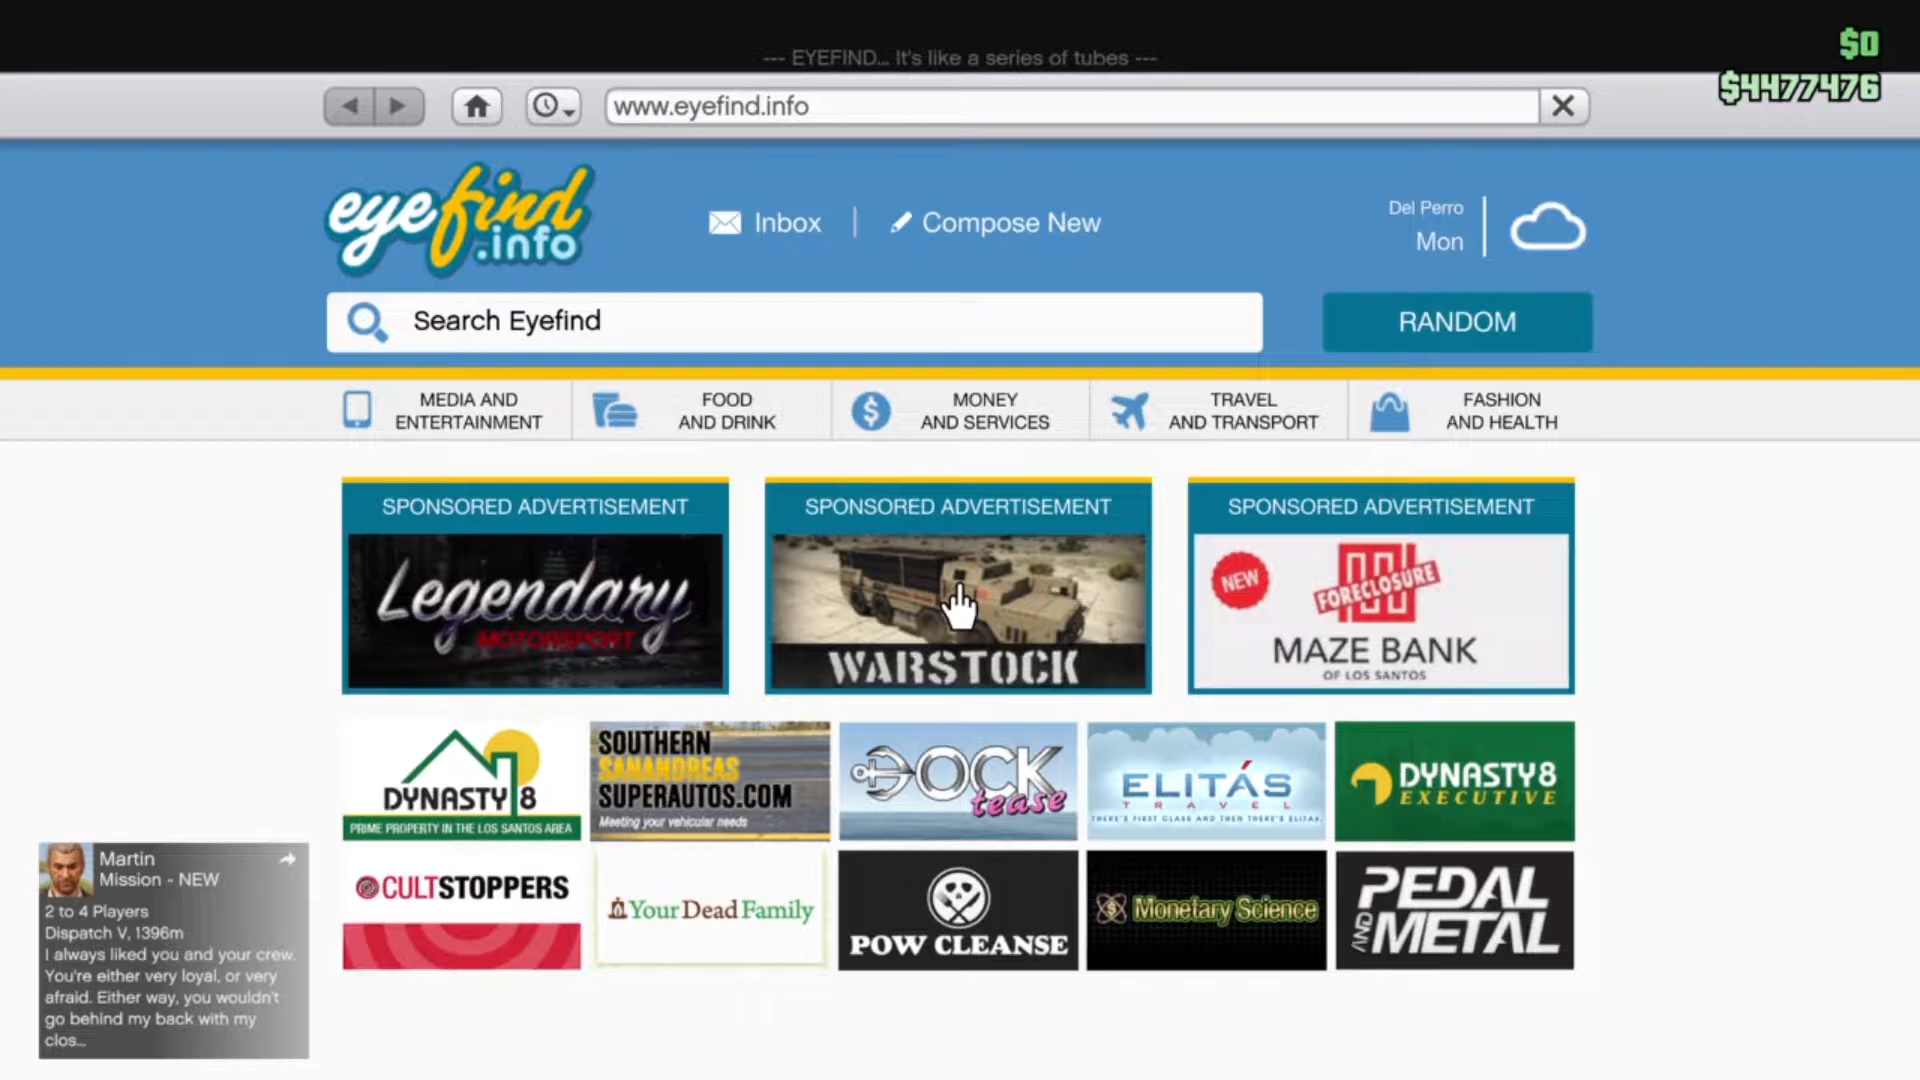 $0
--- EYEFIND... It's like a series of tubes ---
$4477476
www.eyefind.info
eyefind
.info
Inbox
Compose New
Del Perro
Mon
Search Eyefind
RANDOM
MEDIA AND
ENTERTAINMENT
FOOD
AND DRINK
MONEY
AND SERVICES
TRAVEL
AND TRANSPORT
FASHION
AND HEALTH
SPONSORED ADVERTISEMENT
Legendary
MOTORSPORT
SPONSORED ADVERTISEMENT
WARSTOCK
SPONSORED ADVERTISEMENT
NEW
FORECLOSURE
MAZE BANK
OF LOS SANTOS
DYNASTY 8
PRIME PROPERTY IN THE LOS SANTOS AREA
SOUTHERN
SANANDREAS
SUPERAUTOS.COM
Meeting your vehicular needs
DOCK
tease
ELITÁS
TRAVEL
THERE'S FIRST CLASS AND THEN THERE'S ELITAS.
DYNASTY 8
EXECUTIVE
CULTSTOPPERS
YourDeadFamily
POW CLEANSE
Monetary Science
PEDAL
AND METAL
Martin
Mission - NEW
2 to 4 Players
Dispatch V, 1396m
I always liked you and your crew.
You're either very loyal, or very
afraid. Either way, you wouldn't
go behind my back with my
clos...